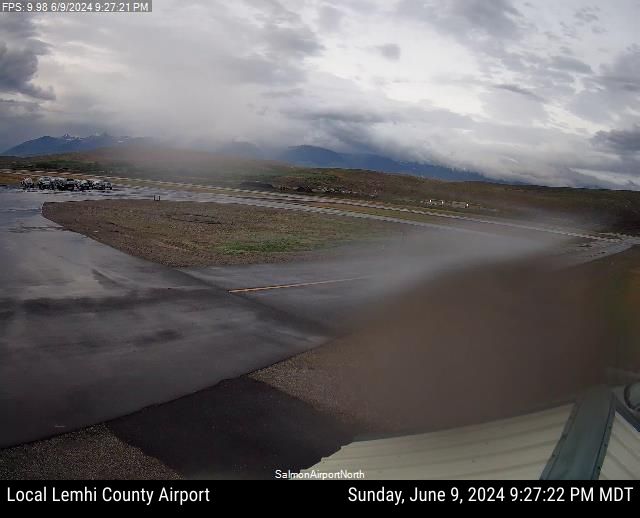 FPS: 9.98 6/9/2024 9:27:21 PM
SalmonAirportNorth
Local Lemhi County Airport
Sunday, June 9, 2024 9:27:22 PM MDT